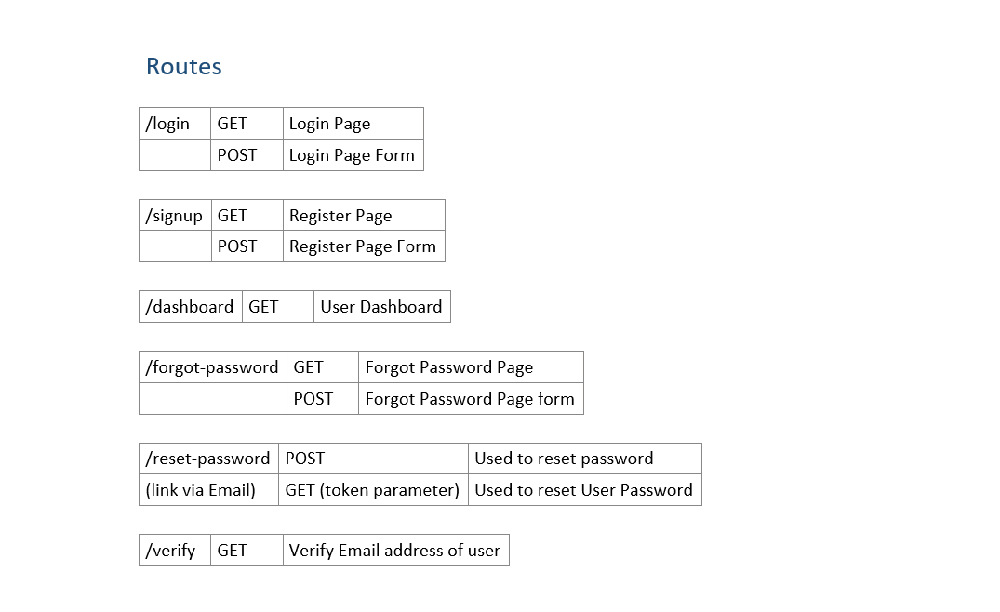 Routes
/login GET Login Page
POST Login Page Form
/signup GET Register Page
POST Register Page Form
/dashboard GET User Dashboard
/forgot-password GET Forgot Password Page
POST Forgot Password Page form
/reset-password POST Used to reset password
(link via Email) GET (token parameter) Used to reset User Password
/verify GET Verify Email address of user